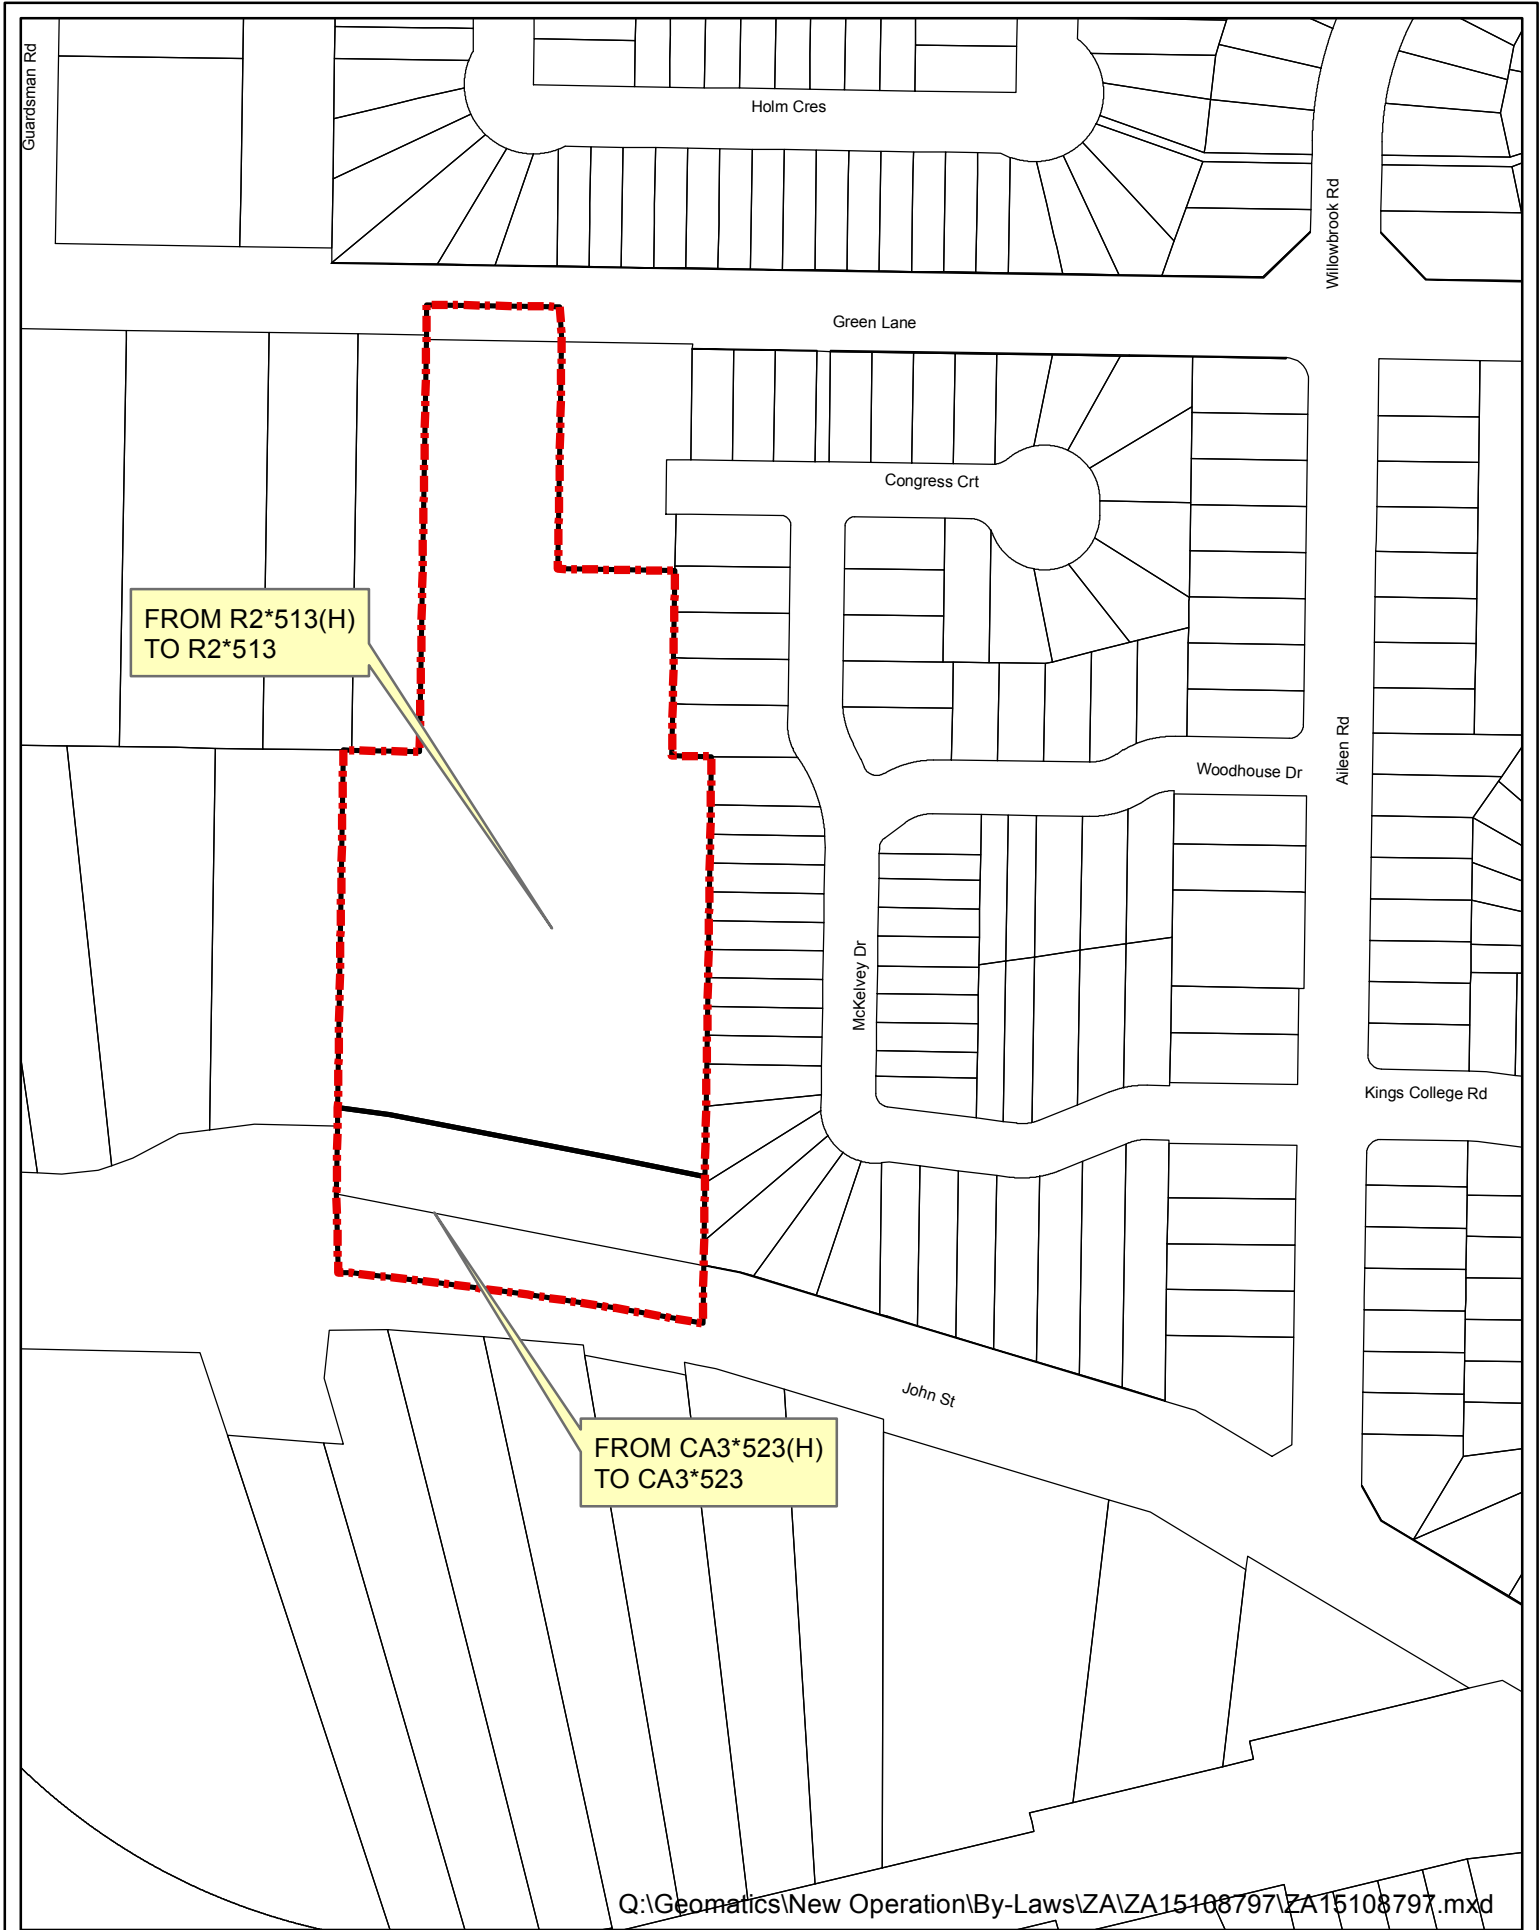 Guardsman Rd
Holm Cres
Willowbrook Rd
Green Lane
Congress Crt
FROM R2*513(H)
TO R2*513
Woodhouse Dr
Aileen Rd
McKelvey Dr
Kings College Rd
John St
FROM CA3*523(H)
TO CA3*523
Q:\Geomatics\New Operation\By-Laws\ZA\ZA15108797\ZA15108797.mxd